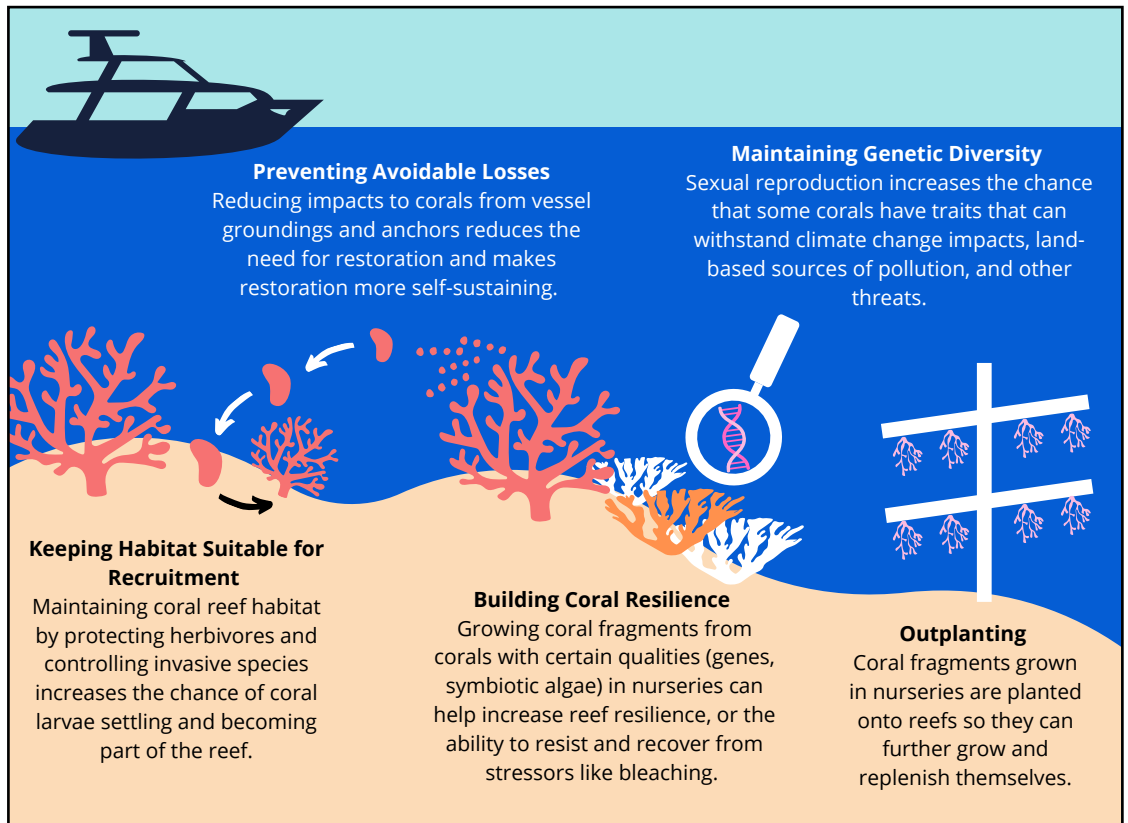 Preventing Avoidable Losses
Reducing impacts to corals from vessel
groundings and anchors reduces the
need for restoration and makes
restoration more self-sustaining.
Maintaining Genetic Diversity
Sexual reproduction increases the chance
that some corals have traits that can
withstand climate change impacts, land-
based sources of pollution, and other
threats.
Keeping Habitat Suitable for
Recruitment
Maintaining coral reef habitat
by protecting herbivores and
controlling invasive species
increases the chance of coral
larvae settling and becoming
part of the reef.
Building Coral Resilience
Growing coral fragments from
corals with certain qualities (genes,
symbiotic algae) in nurseries can
help increase reef resilience, or the
ability to resist and recover from
stressors like bleaching.
Outplanting
Coral fragments grown
in nurseries are planted
onto reefs so they can
further grow and
replenish themselves.